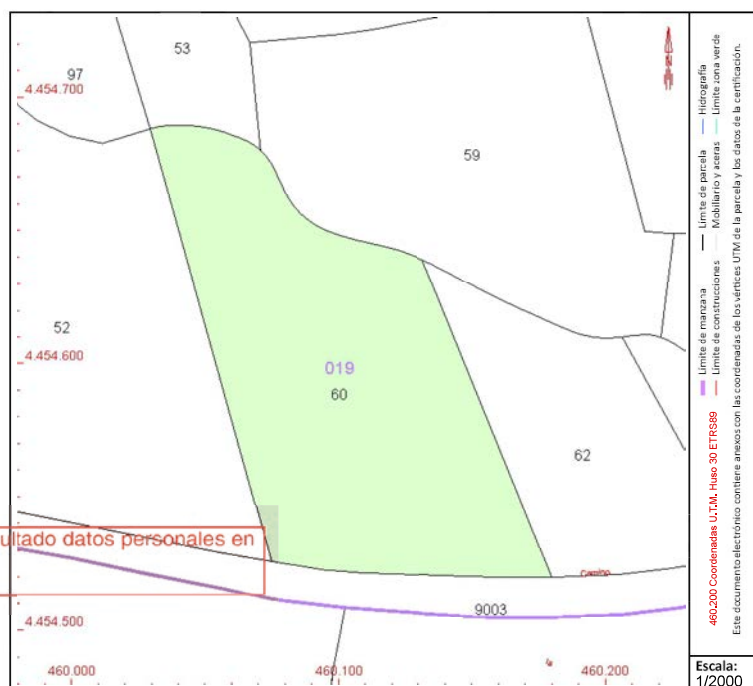 53
97
4.454.700
59
N
52
4.454.600
019
60
62
ultado datos personales en
Camino
9003
4.454.500
460.000
460.100
460.200
460.200 Coordenadas U.T.M. Huso 30 ETRS89
Límite de manzana
Límite de construcciones
Límite de parcela
Mobiliario y aceras
Hidrografía
Límite zona verde
Este documento electrónico contiene anexos con las coordenadas de los vértices UTM de la parcela y los datos de la certificación.
Escala:
1/2000